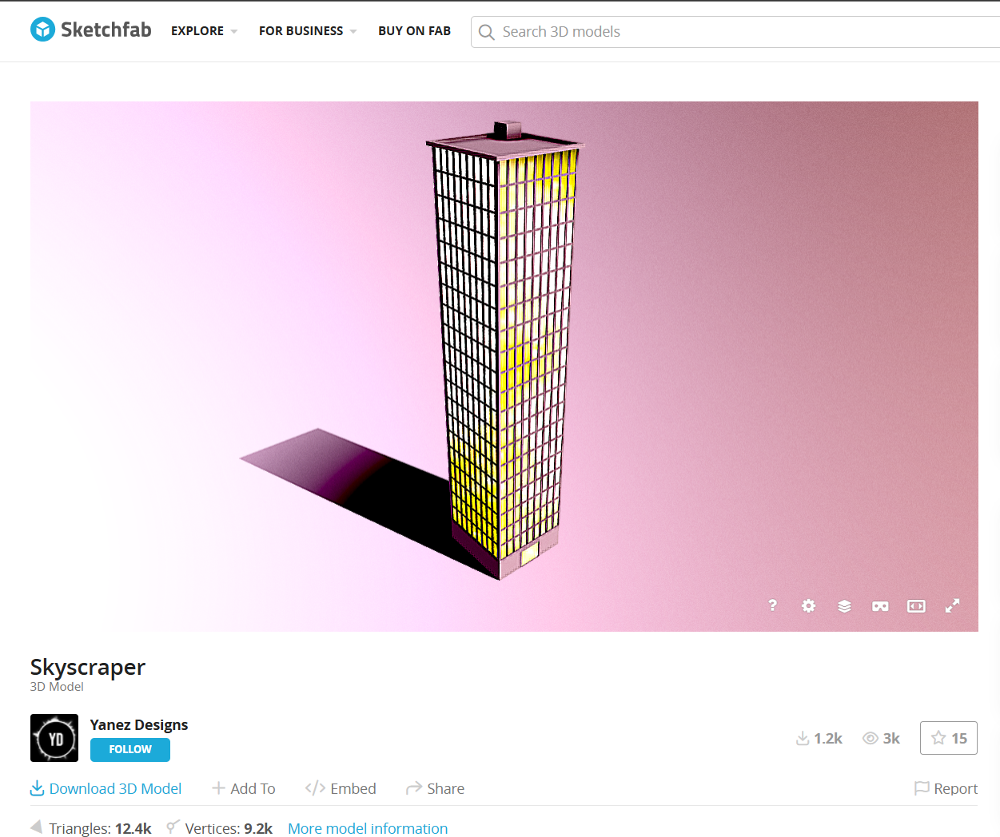 Sketchfab EXPLORE FOR BUSINESS BUY ON FAB Search 3D models
?
Skyscraper
3D Model
YD
Yanez Designs
FOLLOW
1.2k 3k 15
Download 3D Model Add To </> Embed Share Report
Triangles: 12.4k Vertices: 9.2k More model information